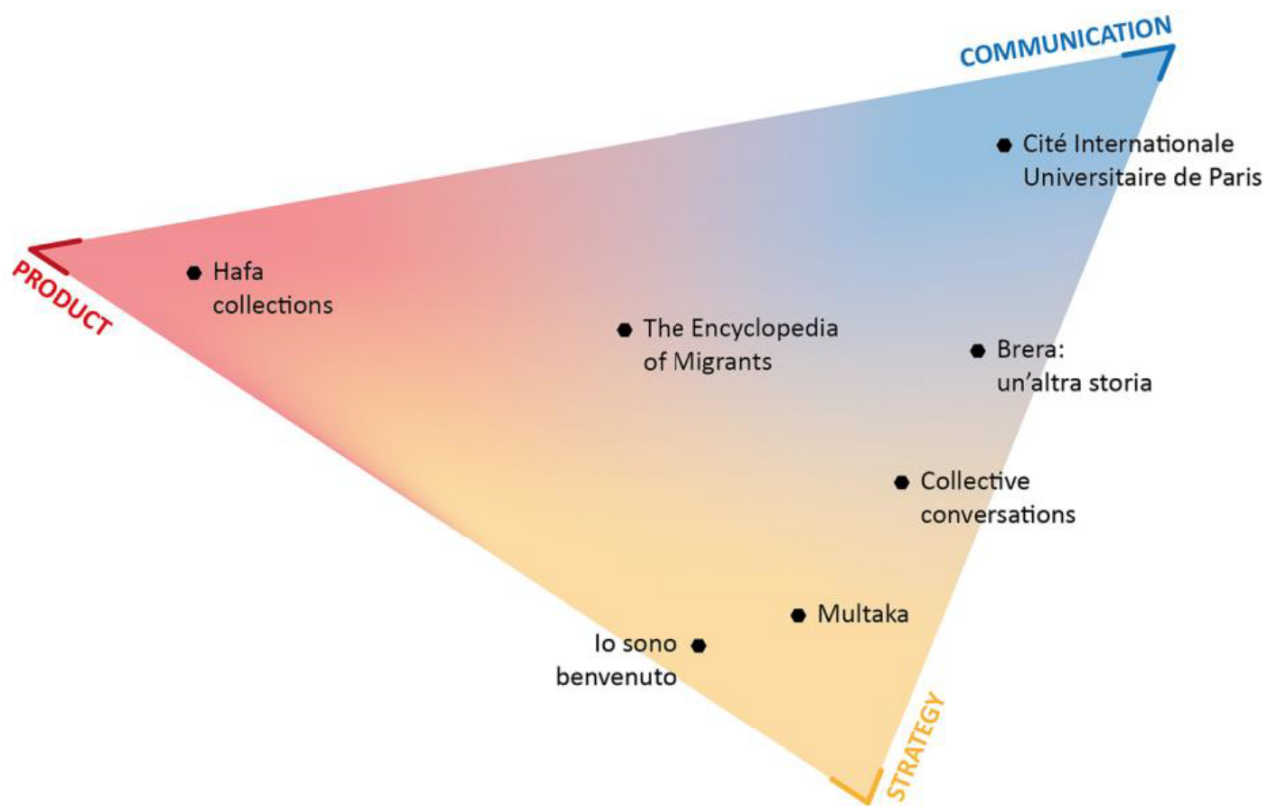 COMMUNICATION
Cité Internationale
Universitaire de Paris
PRODUCT
Hafa
collections
The Encyclopedia
of Migrants
Brera:
un’altra storia
Collective
conversations
Multaka
Io sono
benvenuto
STRATEGY